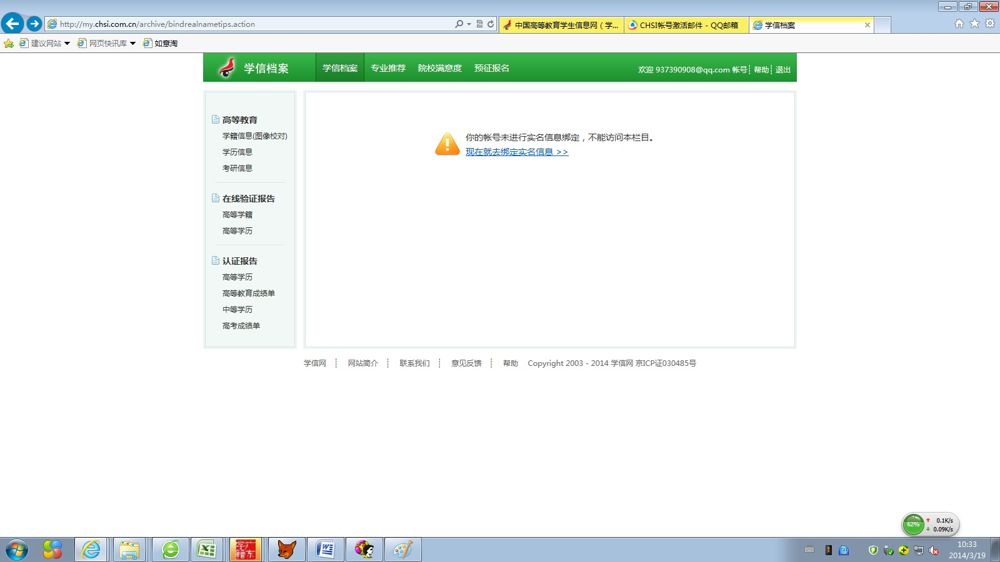 http://my.chsi.com.cn/archive/bindrealnametips.action
中国高等教育学生信息网（学...
CHSI帐号激活邮件 - QQ邮箱
学信档案
建议网站
网页快讯库
如意淘
学信档案
学信档案
专业推荐
院校满意度
预征报名
欢迎 937390908@qq.com 帐号
帮助
退出
高等教育
学籍信息(图像校对)
学历信息
考研信息
在线验证报告
高等学籍
高等学历
认证报告
高等学历
高等教育成绩单
中等学历
高考成绩单
你的帐号未进行实名信息绑定，不能访问本栏目。
现在就去绑定实名信息 >>
学信网
网站简介
联系我们
意见反馈
帮助
Copyright 2003 - 2014 学信网 京ICP证030485号
62%
0.1K/s
0.09K/s
10:33
2014/3/19